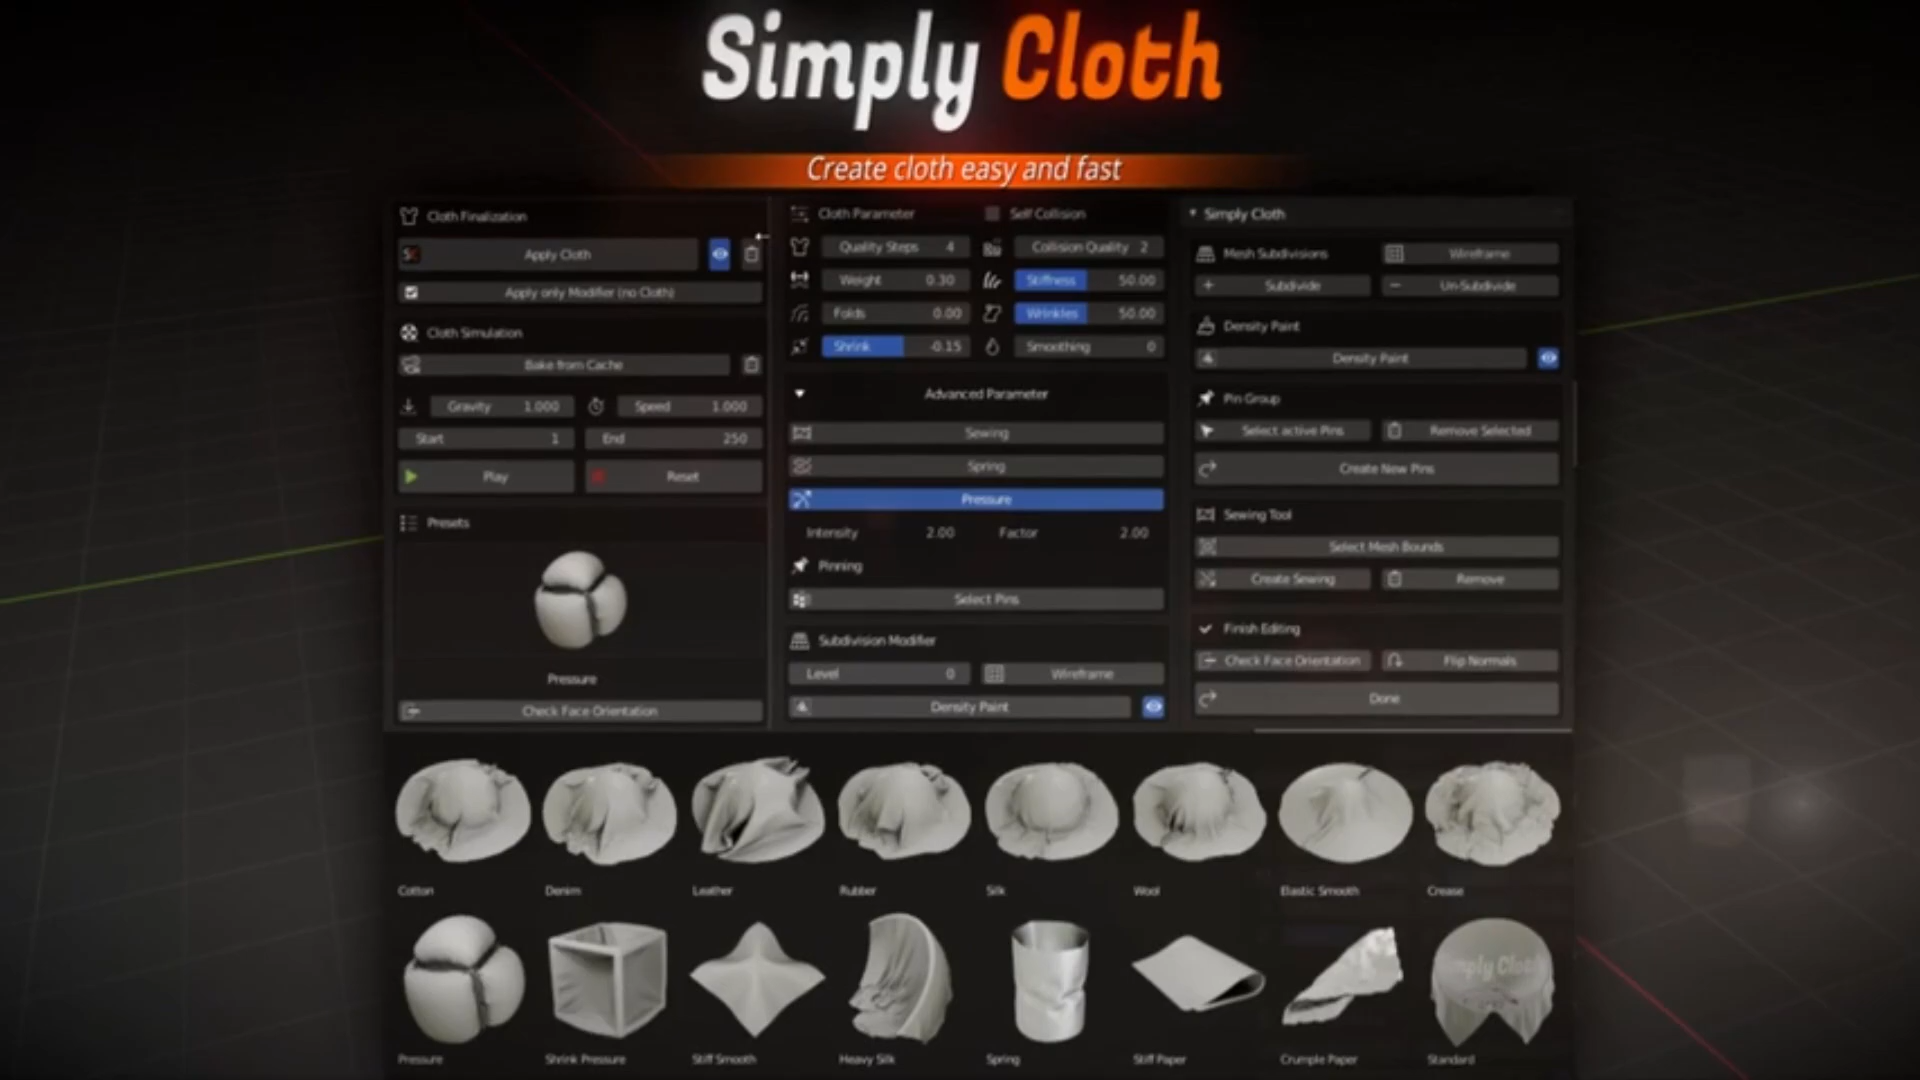 Simply Cloth
Create cloth easy and fast
Cloth Finalization
Apply Cloth
Apply only Modifier (no Cloth)
Cloth Simulation
Bake from Cache
Gravity 1.000
Speed 1.000
Start 1
End 250
Play
Reset
Presets
Pressure
Check Face Orientation
Cloth Parameter
Self Collision
Quality Steps 4
Collision Quality 2
Weight 0.30
Stiffness 50.00
Folds 0.00
Wrinkles 50.00
Shrink -0.15
Smoothing 0
Advanced Parameter
Sewing
Spring
Pressure
Intensity 2.00
Factor 2.00
Pinning
Select Pins
Subdivision Modifier
Level 0
Wireframe
Density Paint
Simply Cloth
Mesh Subdivisions
Wireframe
Subdivide
Un-Subdivide
Density Paint
Density Paint
Pin Group
Select active Pins
Remove Selected
Create New Pins
Sewing Tool
Select Mesh Bounds
Create Sewing
Remove
Finish Editing
Check Face Orientation
Flip Normals
Done
Cotton
Denim
Leather
Rubber
Silk
Wool
Elastic Smooth
Crease
Simply Cloth
Pressure
Shrink Pressure
Stiff Smooth
Heavy Silk
Spring
Stiff Paper
Crumple Paper
Standard